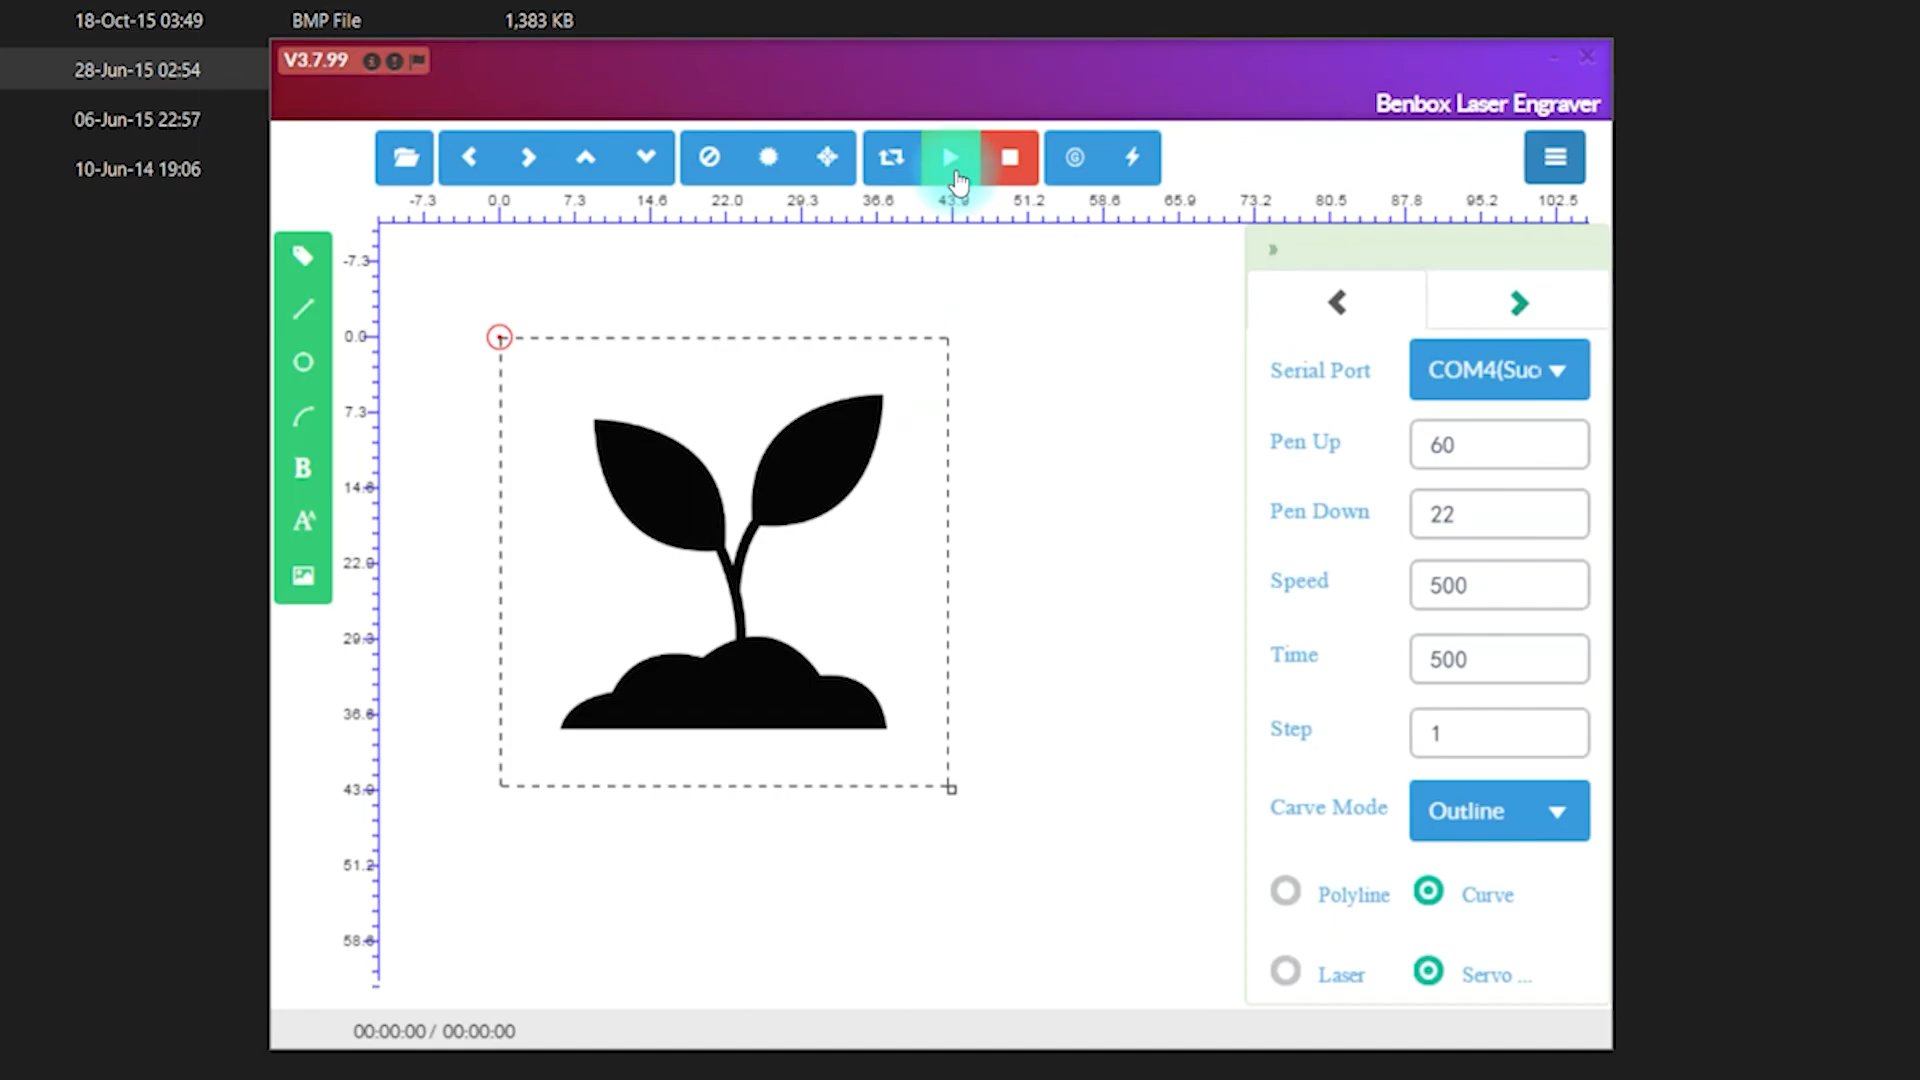 18-Oct-15 03:49 BMP File 1,383 KB
28-Jun-15 02:54
06-Jun-15 22:57
10-Jun-14 19:06
V3.7.99
Benbox Laser Engraver
-7.3 0.0 7.3 14.6 22.0 29.3 36.6 43.9 51.2 58.6 65.9 73.2 80.5 87.8 95.2 102.5
-7.3
0.0
7.3
14.6
22.0
29.3
36.6
43.9
51.2
58.6
B
AA
G
Serial Port COM4(Suc
Pen Up 60
Pen Down 22
Speed 500
Time 500
Step 1
Carve Mode Outline
Polyline Curve
Laser Servo ...
00:00:00 / 00:00:00